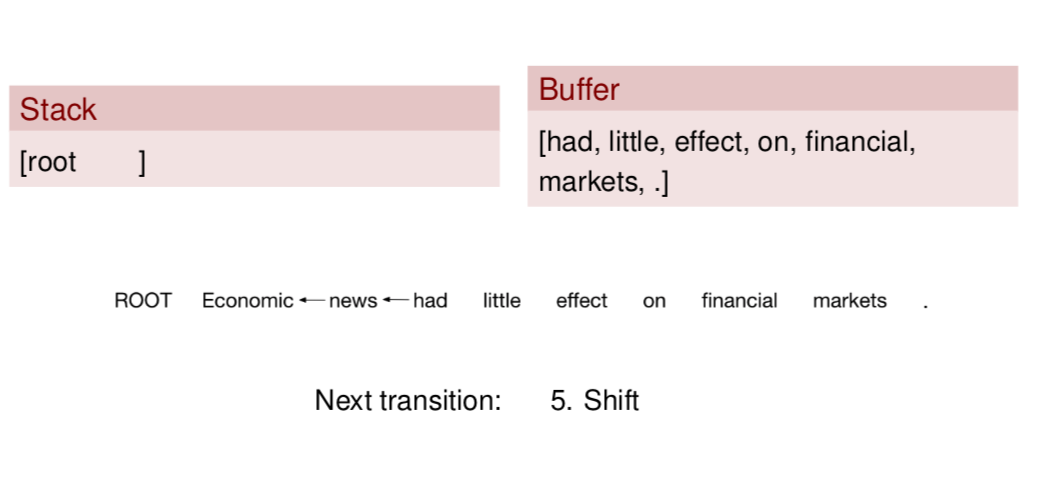 Stack
[root ]
Buffer
[had, little, effect, on, financial,
markets, .]
ROOT Economic ← news ← had little effect on financial markets .
Next transition: 5. Shift